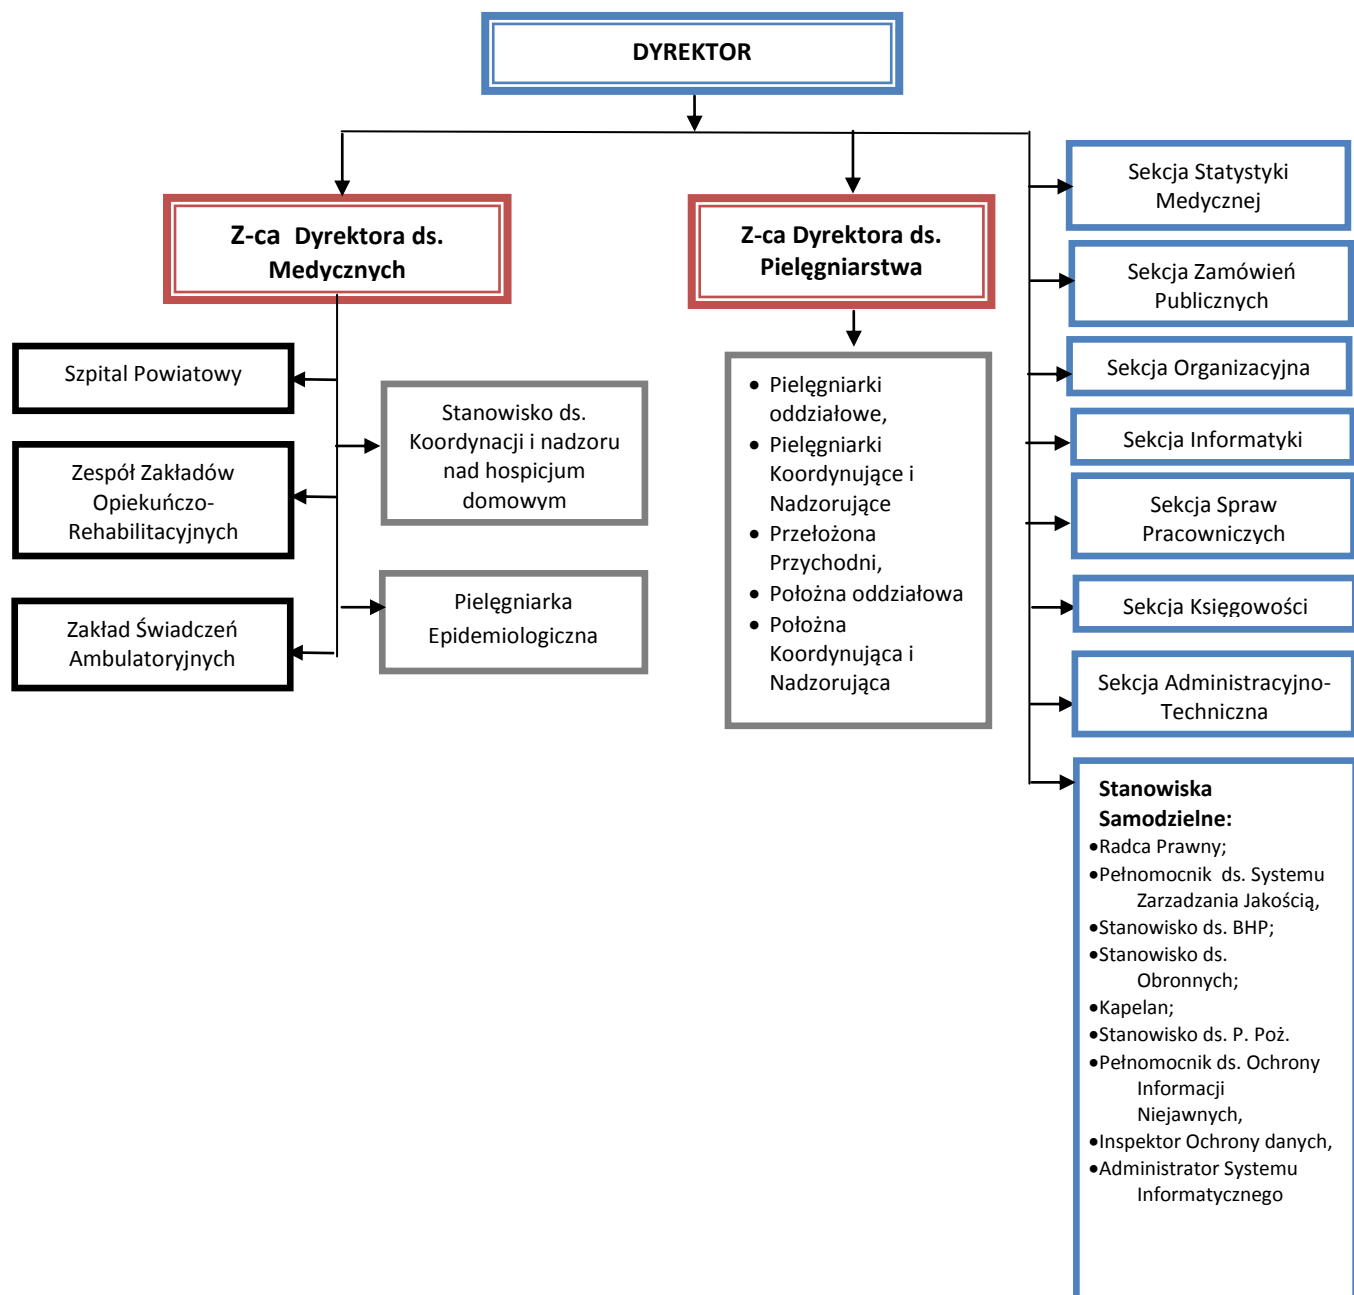 DYREKTOR
Z-ca Dyrektora ds.
Medycznych
Szpital Powiatowy
Zespół Zakładów
Opiekuńczo-
Rehabilitacyjnych
Zakład Świadczeń
Ambulatoryjnych
Stanowisko ds.
Koordynacji i nadzoru
nad hospicjum
domowym
Pielęgniarka
Epidemiologiczna
Z-ca Dyrektora ds.
Pielęgniarstwa
• Pielęgniarki
oddziałowe,
• Pielęgniarki
Koordynujące i
Nadzorujące
• Przełożona
Przychodni,
• Położna oddziałowa
• Położna
Koordynująca i
Nadzorująca
Sekcja Statystyki
Medycznej
Sekcja Zamówień
Publicznych
Sekcja Organizacyjna
Sekcja Informatyki
Sekcja Spraw
Pracowniczych
Sekcja Księgowości
Sekcja Administracyjno-
Techniczna
Stanowiska
Samodzielne:
•Radca Prawny;
•Pełnomocnik ds. Systemu
Zarzadzania Jakością,
•Stanowisko ds. BHP;
•Stanowisko ds.
Obronnych;
•Kapelan;
•Stanowisko ds. P. Poż.
•Pełnomocnik ds. Ochrony
Informacji
Niejawnych,
•Inspektor Ochrony danych,
•Administrator Systemu
Informatycznego